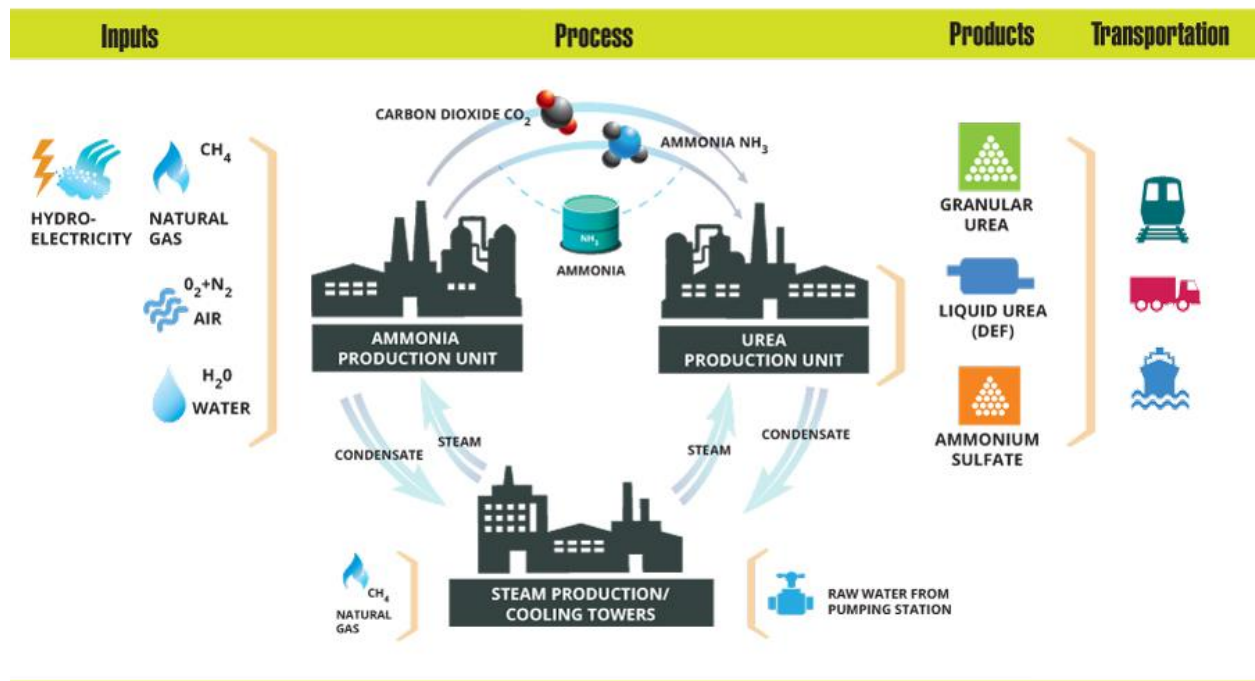 Inputs
Process
Products
Transportation
CARBON DIOXIDE CO2
AMMONIA NH3
CH4
HYDRO-
ELECTRICITY
NATURAL
GAS
O2+N2
AIR
H2O
WATER
NH3
AMMONIA
AMMONIA
PRODUCTION UNIT
UREA
PRODUCTION UNIT
GRANULAR
UREA
LIQUID UREA
(DEF)
AMMONIUM
SULFATE
CONDENSATE
STEAM
STEAM
CONDENSATE
CH4
NATURAL
GAS
STEAM PRODUCTION/
COOLING TOWERS
RAW WATER FROM
PUMPING STATION